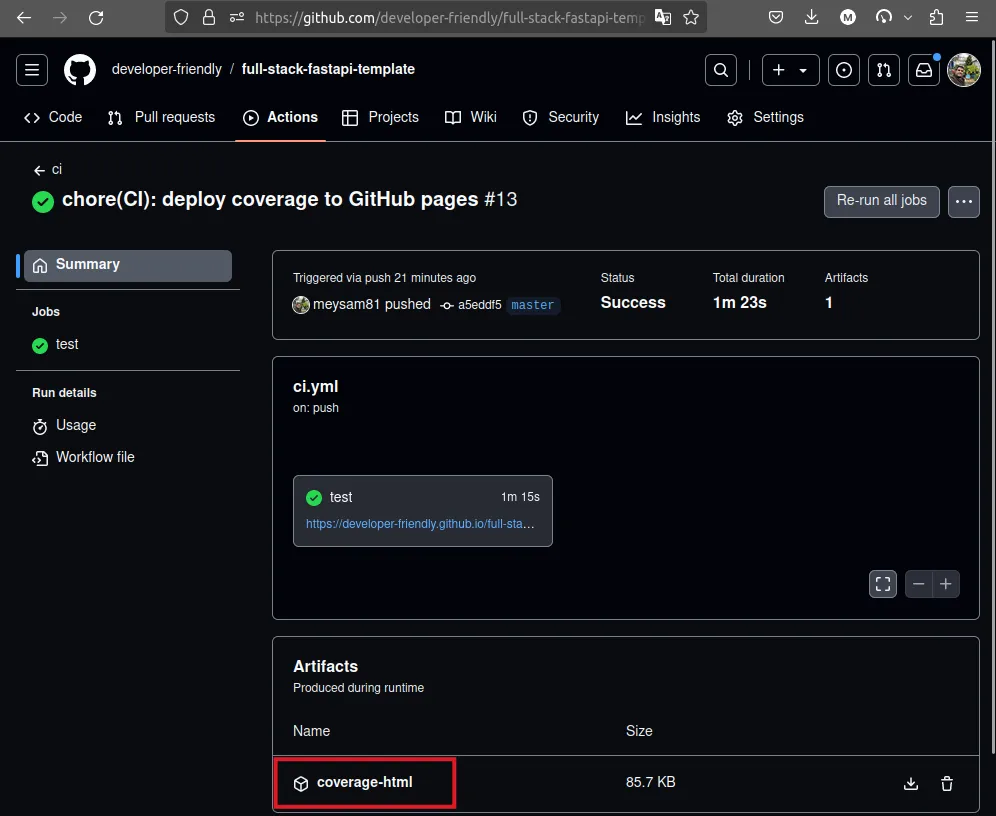 https://github.com/developer-friendly/full-stack-fastapi-temp
developer-friendly / full-stack-fastapi-template
Code Pull requests Actions Projects Wiki Security Insights Settings
ci
chore(CI): deploy coverage to GitHub pages #13
Re-run all jobs
Summary
Jobs
test
Run details
Usage
Workflow file
Triggered via push 21 minutes ago
meysam81 pushed a5eddf5 master
Status
Success
Total duration
1m 23s
Artifacts
1
ci.yml
on: push
test 1m 15s
https://developer-friendly.github.io/full-sta...
Artifacts
Produced during runtime
Name Size
coverage-html 85.7 KB